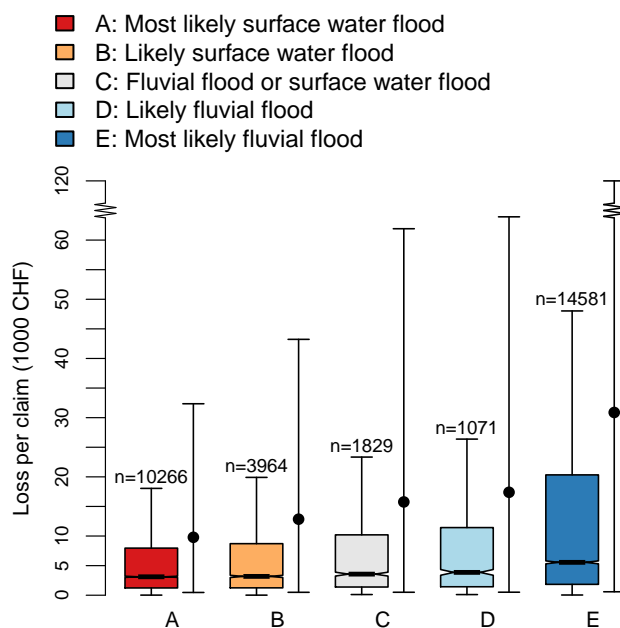 A: Most likely surface water flood
B: Likely surface water flood
C: Fluvial flood or surface water flood
D: Likely fluvial flood
E: Most likely fluvial flood
Loss per claim (1000 CHF)
120
60
50
40
30
20
10
5
0
n=10266
n=3964
n=1829
n=1071
n=14581
A B C D E